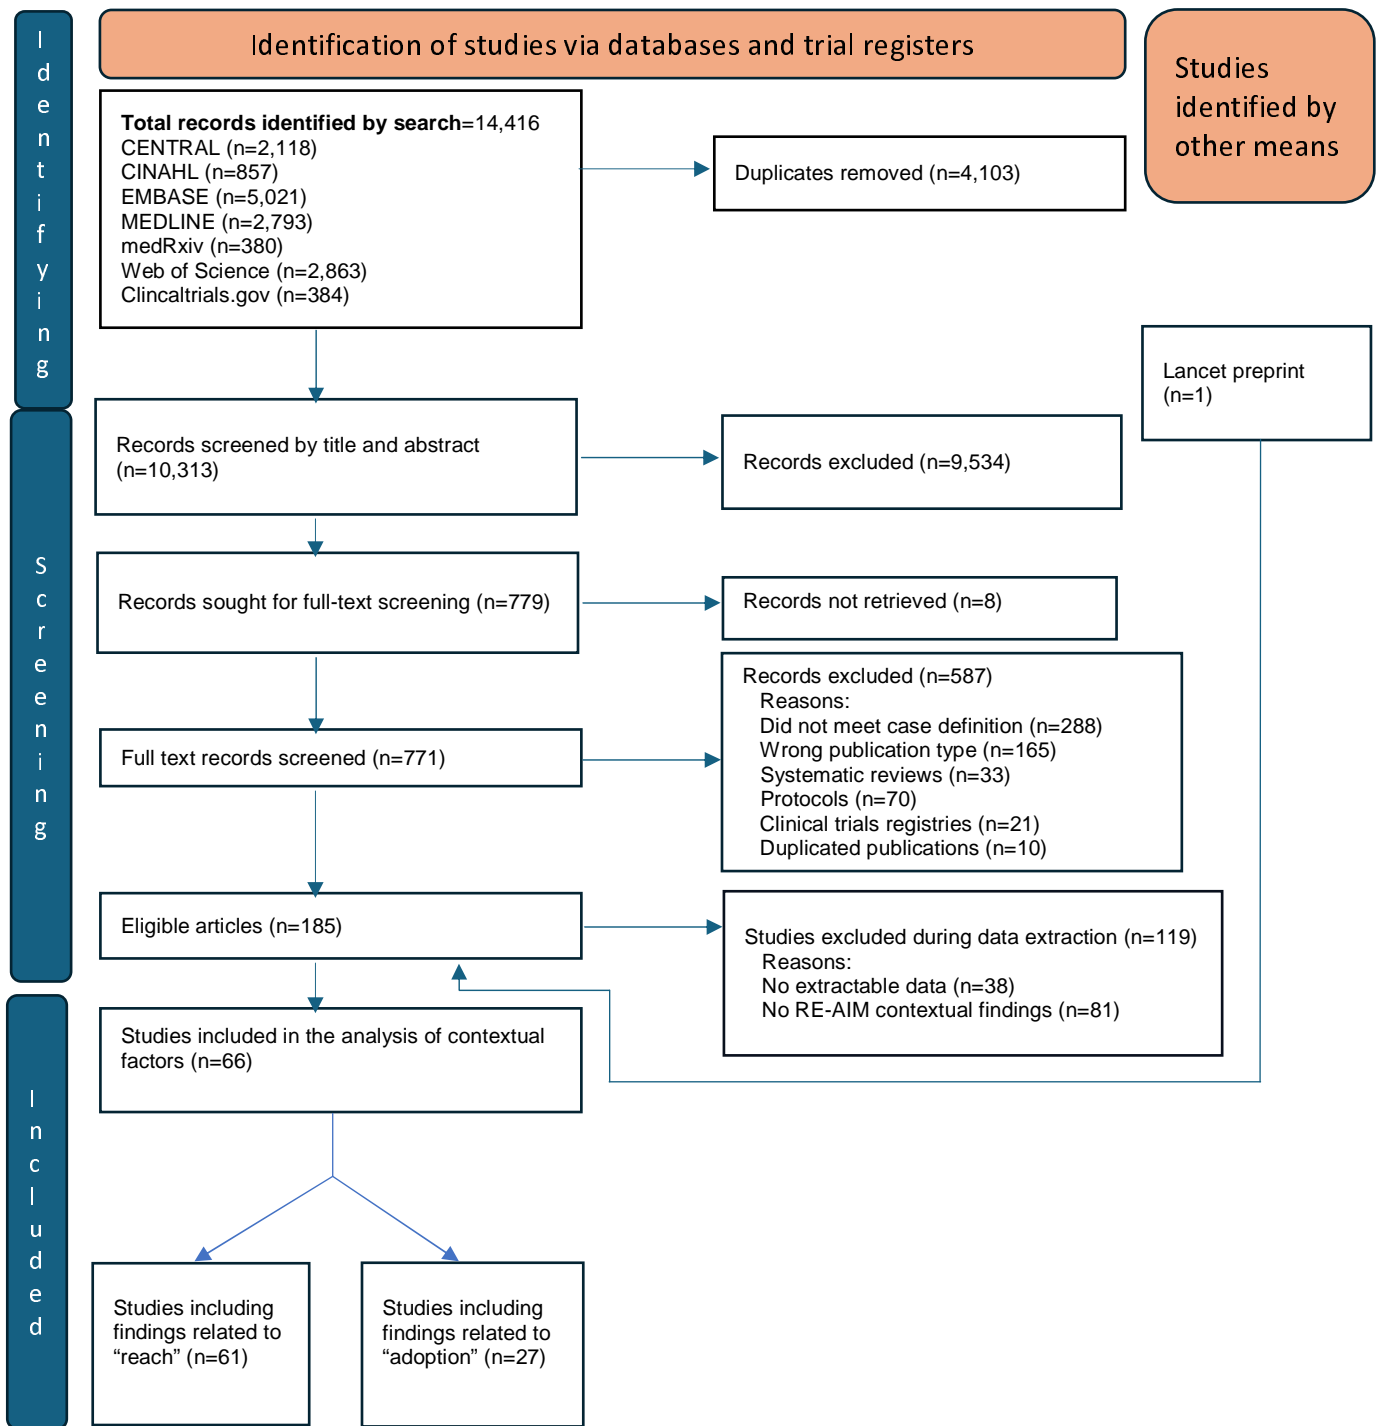 Identifying
Identification of studies via databases and trial registers
Studies
identified by
other means
Total records identified by search=14,416
CENTRAL (n=2,118)
CINAHL (n=857)
EMBASE (n=5,021)
MEDLINE (n=2,793)
medRxiv (n=380)
Web of Science (n=2,863)
Clincaltrials.gov (n=384)
Duplicates removed (n=4,103)
Lancet preprint
(n=1)
Screening
Records screened by title and abstract
(n=10,313)
Records excluded (n=9,534)
Records sought for full-text screening (n=779)
Records not retrieved (n=8)
Full text records screened (n=771)
Records excluded (n=587)
Reasons:
Did not meet case definition (n=288)
Wrong publication type (n=165)
Systematic reviews (n=33)
Protocols (n=70)
Clinical trials registries (n=21)
Duplicated publications (n=10)
Eligible articles (n=185)
Studies excluded during data extraction (n=119)
Reasons:
No extractable data (n=38)
No RE-AIM contextual findings (n=81)
Included
Studies included in the analysis of contextual
factors (n=66)
Studies including
findings related to
“reach” (n=61)
Studies including
findings related to
“adoption” (n=27)